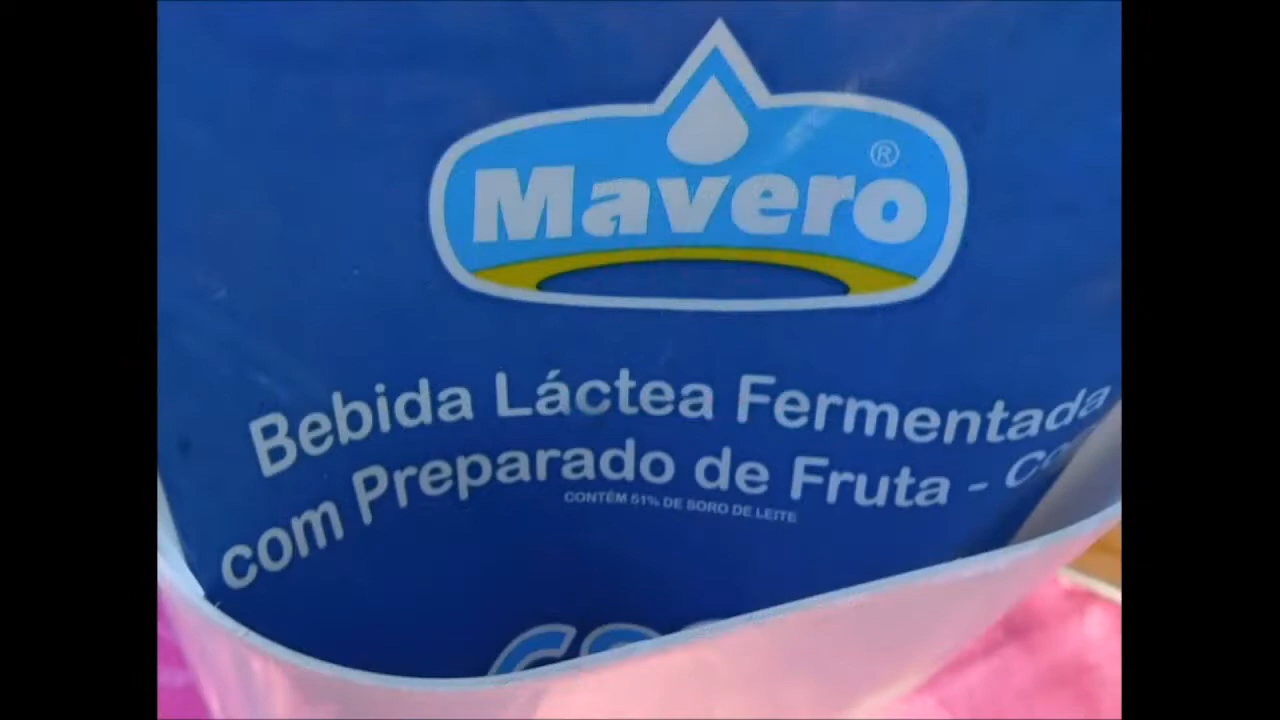 Mavero
®
Bebida Láctea Fermentada
com Preparado de Fruta -
CONTÉM 51% DE SORO DE LEITE